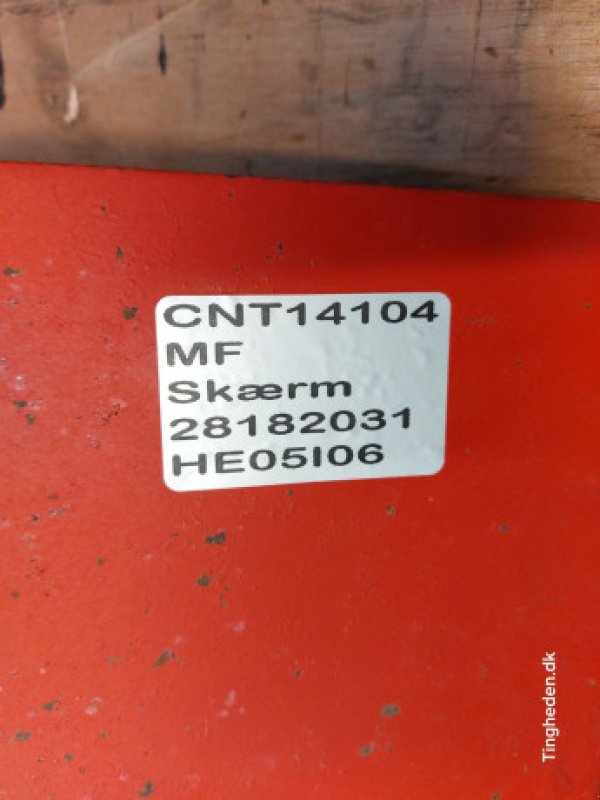 CNT14104
MF
Skærm
28182031
HE05I06
Tingheden.dk